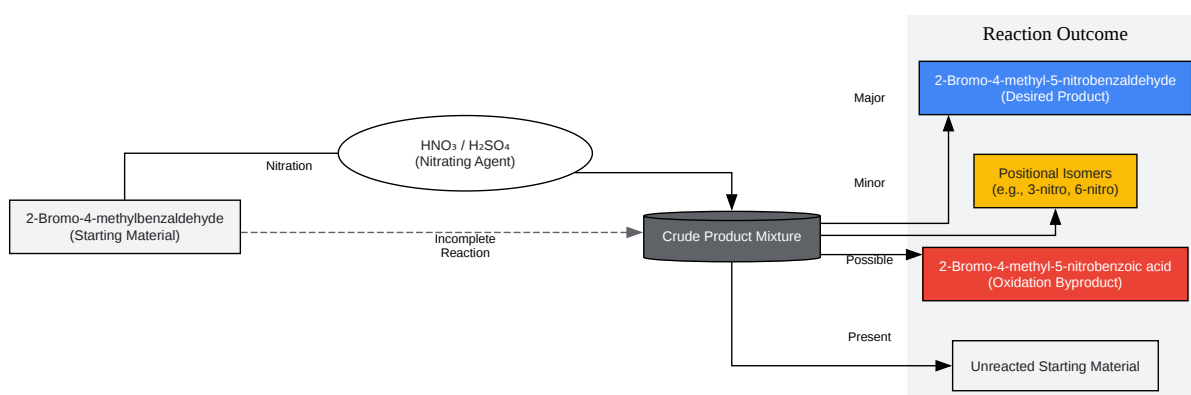 Reaction Outcome
2-Bromo-4-methyl-5-nitrobenzaldehyde
(Desired Product)
Major
HNO₃ / H₂SO₄
(Nitrating Agent)
Nitration
Positional Isomers
(e.g., 3-nitro, 6-nitro)
Minor
2-Bromo-4-methylbenzaldehyde
(Starting Material)
Incomplete
Reaction
Crude Product Mixture
Possible
2-Bromo-4-methyl-5-nitrobenzoic acid
(Oxidation Byproduct)
Present
Unreacted Starting Material